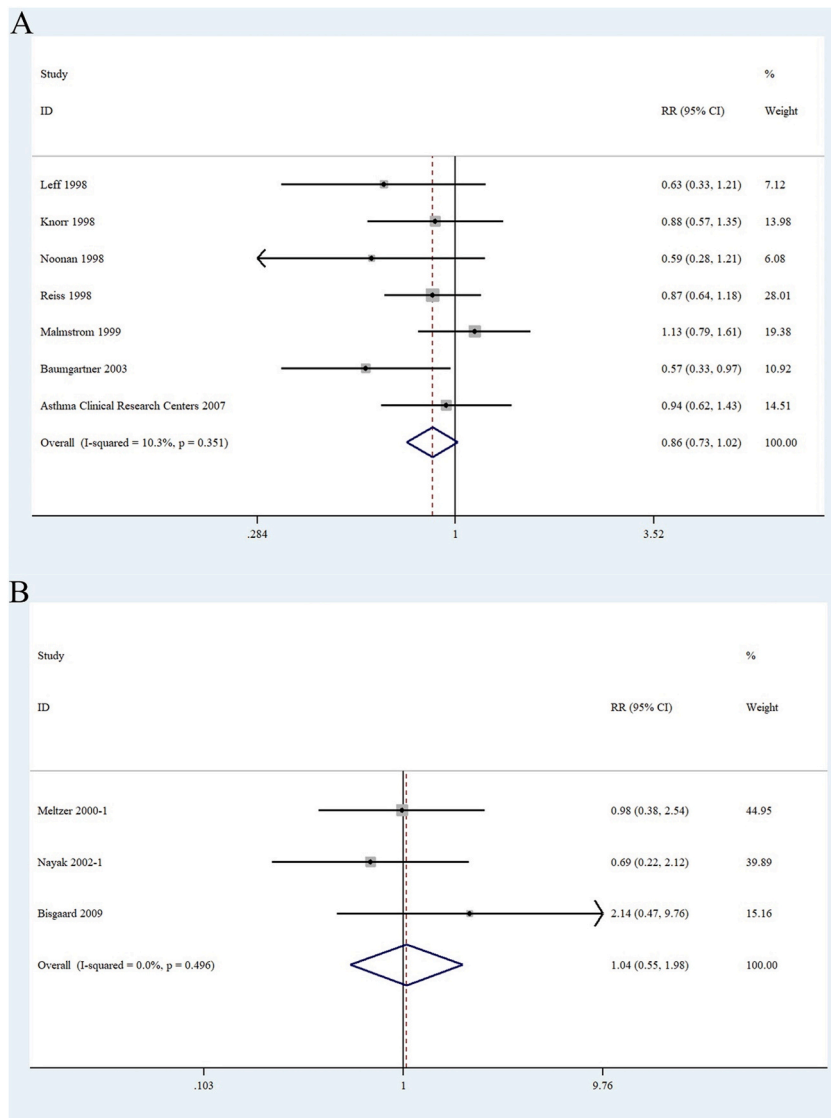 A
Study %
ID RR (95% CI) Weight
Leff 1998 0.63 (0.33, 1.21) 7.12
Knorr 1998 0.88 (0.57, 1.35) 13.98
Noonan 1998 0.59 (0.28, 1.21) 6.08
Reiss 1998 0.87 (0.64, 1.18) 28.01
Malmstrom 1999 1.13 (0.79, 1.61) 19.38
Baumgartner 2003 0.57 (0.33, 0.97) 10.92
Asthma Clinical Research Centers 2007 0.94 (0.62, 1.43) 14.51
Overall (I-squared = 10.3%, p = 0.351) 0.86 (0.73, 1.02) 100.00
.284 1 3.52
B
Study %
ID RR (95% CI) Weight
Meltzer 2000-1 0.98 (0.38, 2.54) 44.95
Nayak 2002-1 0.69 (0.22, 2.12) 39.89
Bisgaard 2009 2.14 (0.47, 9.76) 15.16
Overall (I-squared = 0.0%, p = 0.496) 1.04 (0.55, 1.98) 100.00
.103 1 9.76